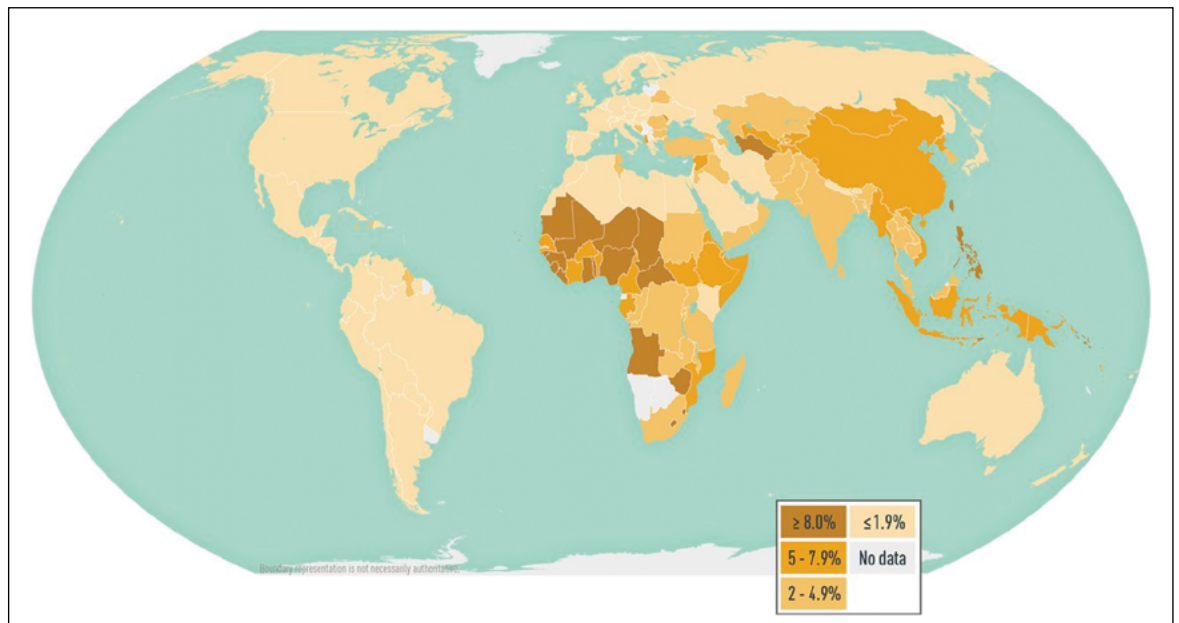 ≥ 8.0% ≤1.9%
5 - 7.9% No data
2 - 4.9%
Boundary representation is not necessarily authoritative.